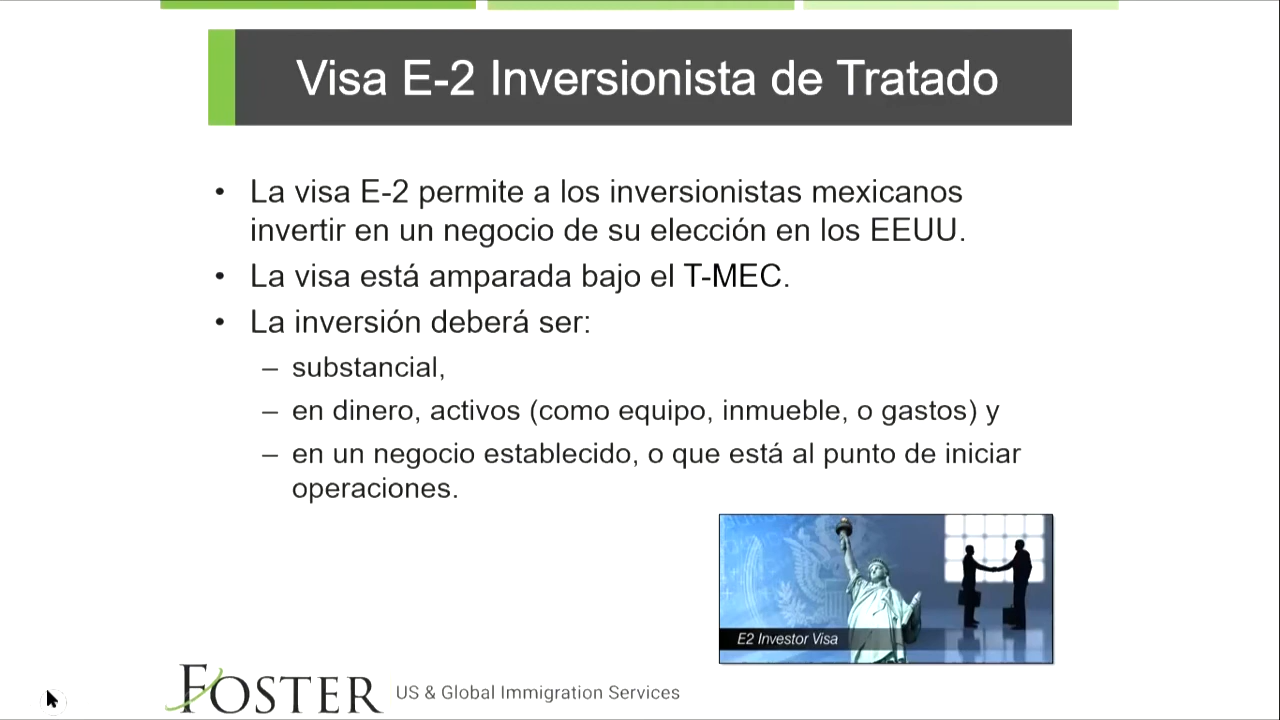 Visa E-2 Inversionista de Tratado
• La visa E-2 permite a los inversionistas mexicanos
invertir en un negocio de su elección en los EEUU.
• La visa está amparada bajo el T-MEC.
• La inversión deberá ser:
– substancial,
– en dinero, activos (como equipo, inmueble, o gastos) y
– en un negocio establecido, o que está al punto de iniciar
operaciones.
E2 Investor Visa
FOSTER US & Global Immigration Services